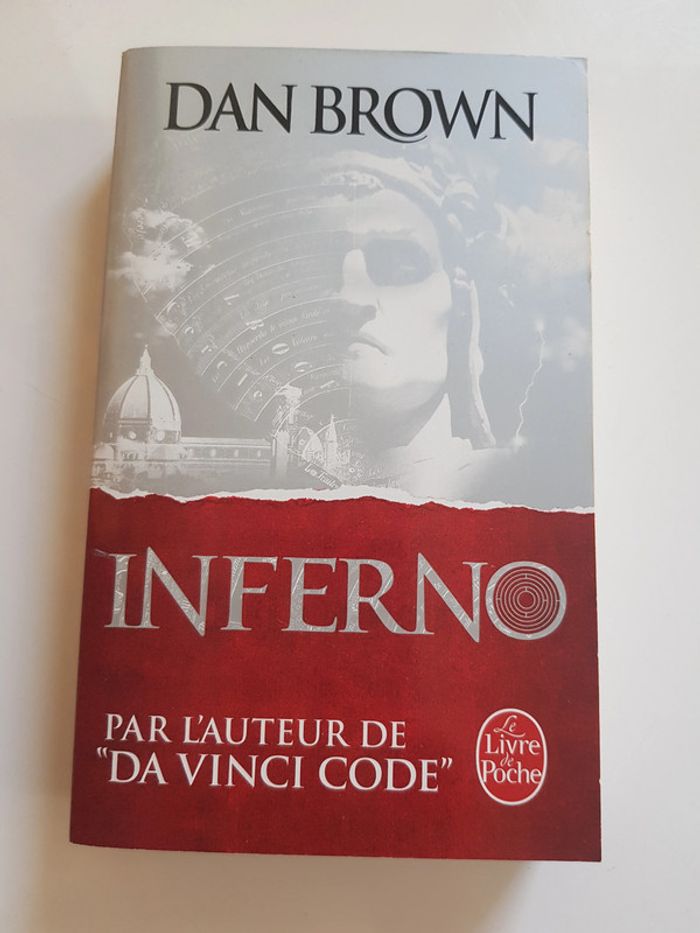 DAN BROWN
INFERNO
PAR L'AUTEUR DE
"DA VINCI CODE"
Le
Livre
de
Poche